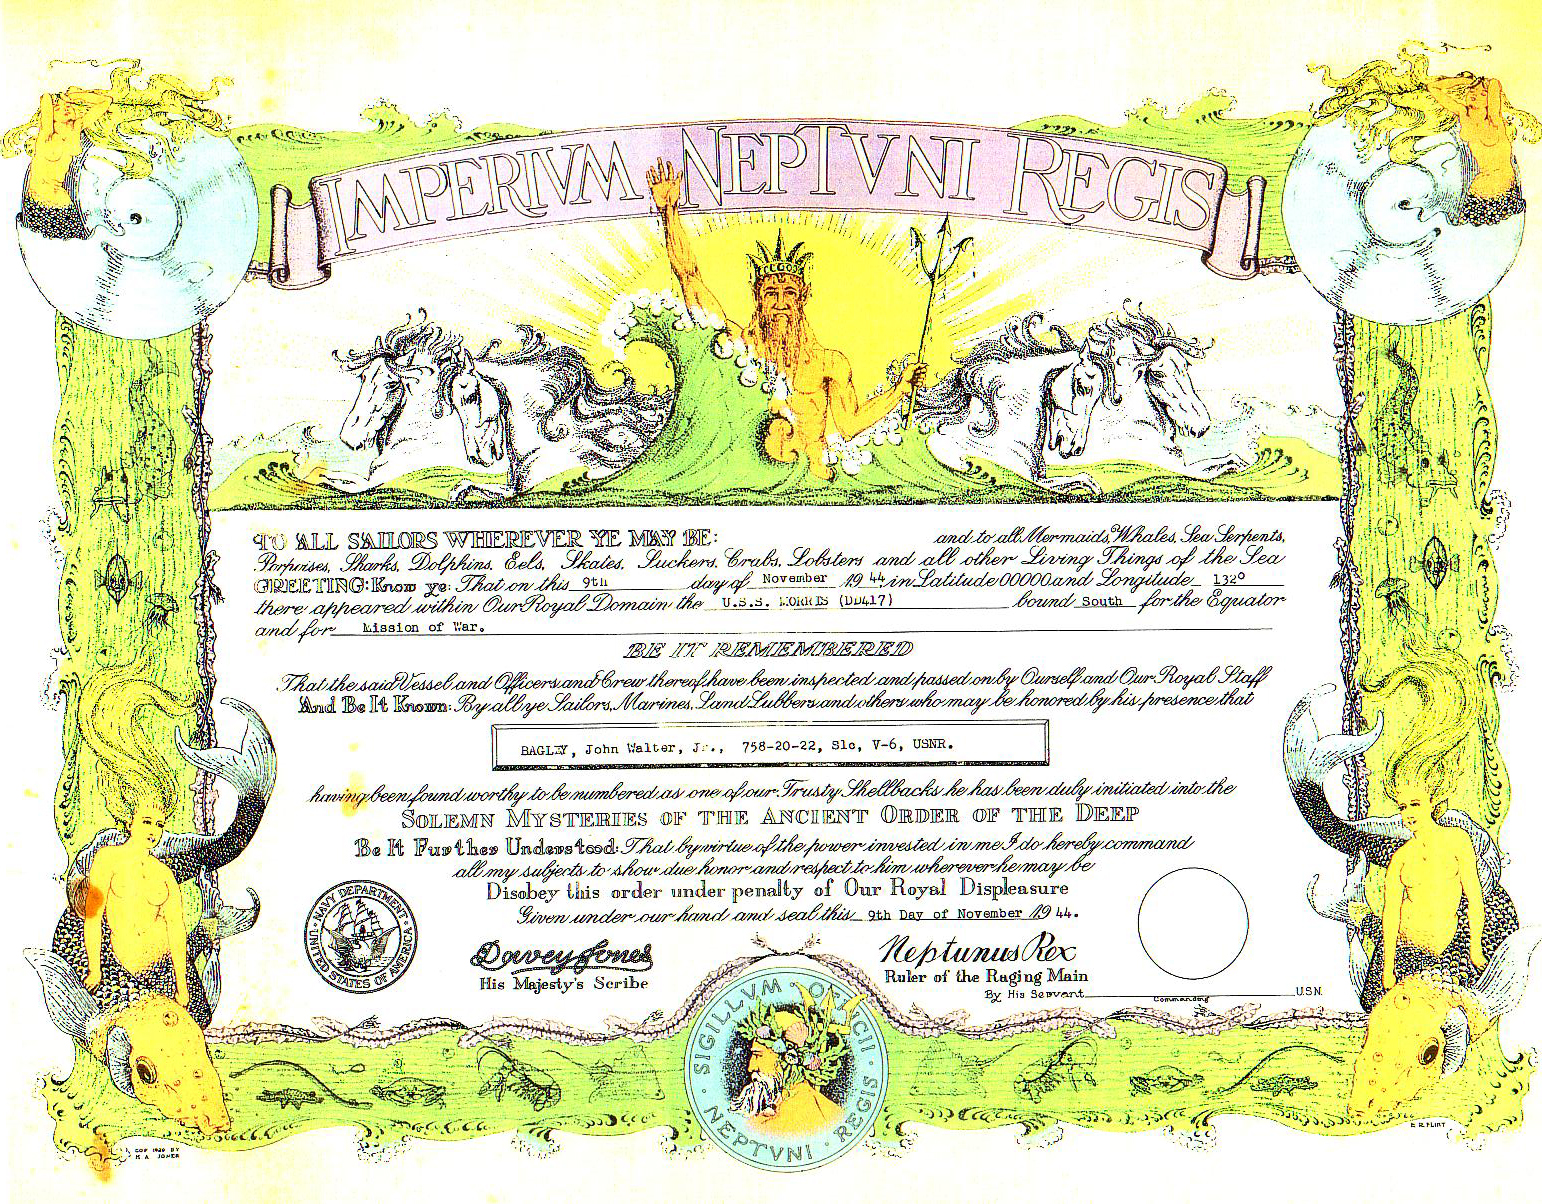 IMPERIVM NEPTVNI REGIS
TO ALL SAILORS WHEREVER YE MAY BE: and to all Mermaids, Whales, Sea Serpents,
Porpoises, Sharks, Dolphins, Eels, Skates, Suckers, Crabs, Lobsters and all other Living Things of the Sea
GREETING: Know ye: That on this 9th day of November 19 44 in Latitude 00000 and Longitude 132°
there appeared within Our Royal Domain the U.S.S. MORRIS (DD417) bound South for the Equator
and for Mission of War.
BE IT REMEMBERED
That the said Vessel and Officers and Crew thereof, have been inspected and passed on by Ourself and Our Royal Staff
And Be It Known: By all ye Sailors, Marines, Land Lubbers and others who may be honored by his presence that
BAGLEY, John Walter, Jr., 758-20-22, S1c, V-6, USNR.
having been found worthy to be numbered as one of our Trusty Shellbacks he has been duly initiated into the
SOLEMN MYSTERIES OF THE ANCIENT ORDER OF THE DEEP
Be It Further Understood: That by virtue of the power invested in me I do hereby command
all my subjects to show due honor and respect to him wherever he may be
Disobey this order under penalty of Our Royal Displeasure
Given under our hand and seal this 9th Day of November 19 44.
NAVY DEPARTMENT
UNITED STATES OF AMERICA
Davey Jones
His Majesty's Scribe
Neptunus Rex
Ruler of the Raging Main
By His Servant U.S.N.
Commanding
SIGILLVM OFFICII
NEPTVNI REGIS
COP 1929 BY
H A JONER
E R FLINT